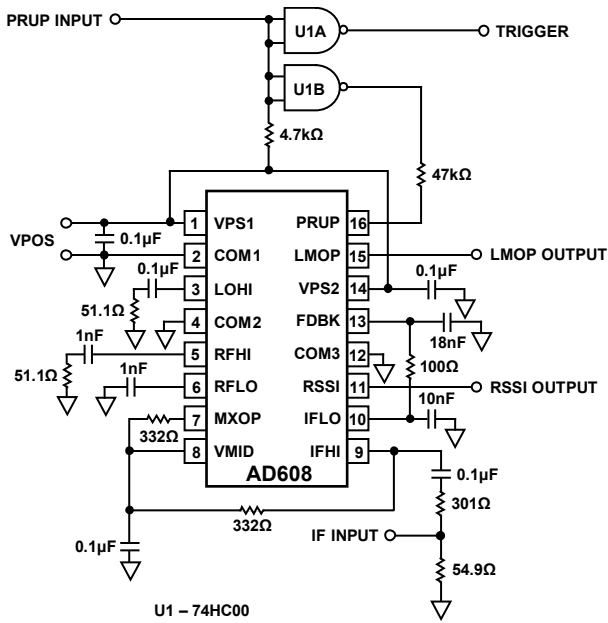 PRUP INPUT
U1A
TRIGGER
U1B
4.7kΩ
47kΩ
VPOS
0.1µF
1 VPS1 PRUP 16
2 COM1 LMOP 15 LMOP OUTPUT
0.1µF
51.1Ω
3 LOHI VPS2 14
0.1µF
4 COM2 FDBK 13
18nF
1nF
51.1Ω
5 RFHI COM3 12
100Ω
1nF
6 RFLO RSSI 11 RSSI OUTPUT
10nF
7 MXOP IFLO 10
332Ω
8 VMID IFHI 9
AD608
0.1µF
301Ω
332Ω
IF INPUT
0.1µF
54.9Ω
U1 – 74HC00